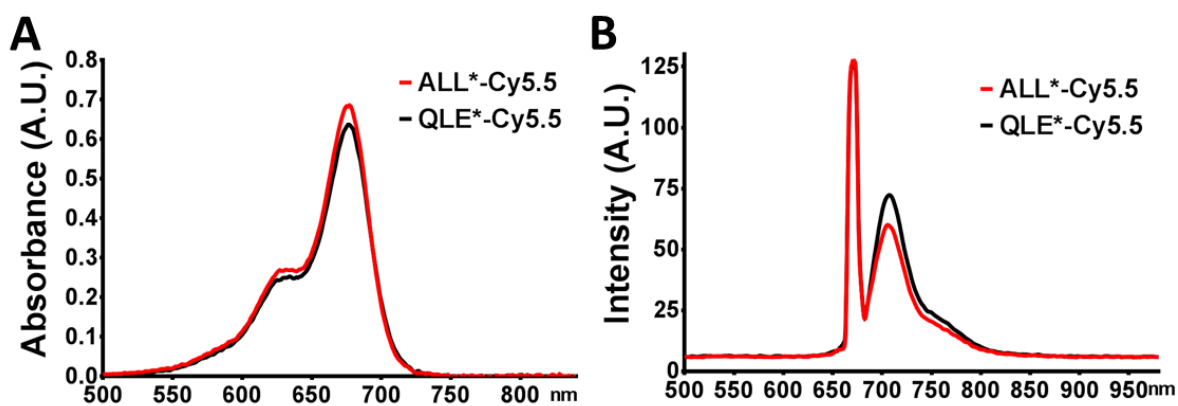 A
Absorbance (A.U.)
0.8
0.7
0.6
0.5
0.4
0.3
0.2
0.1
0.0
500 550 600 650 700 750 800 nm
ALL*-Cy5.5
QLE*-Cy5.5
B
Intensity (A.U.)
125
100
75
50
25
0
500 550 600 650 700 750 800 850 900 950 nm
ALL*-Cy5.5
QLE*-Cy5.5